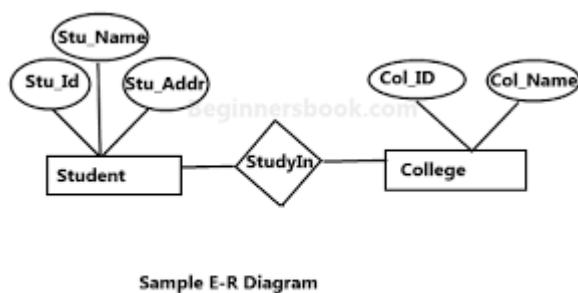 Stu_Name
Stu_Id
Stu_Addr
Col_ID
Col_Name
Beginnersbook.com
Student
StudyIn
College
Sample E-R Diagram